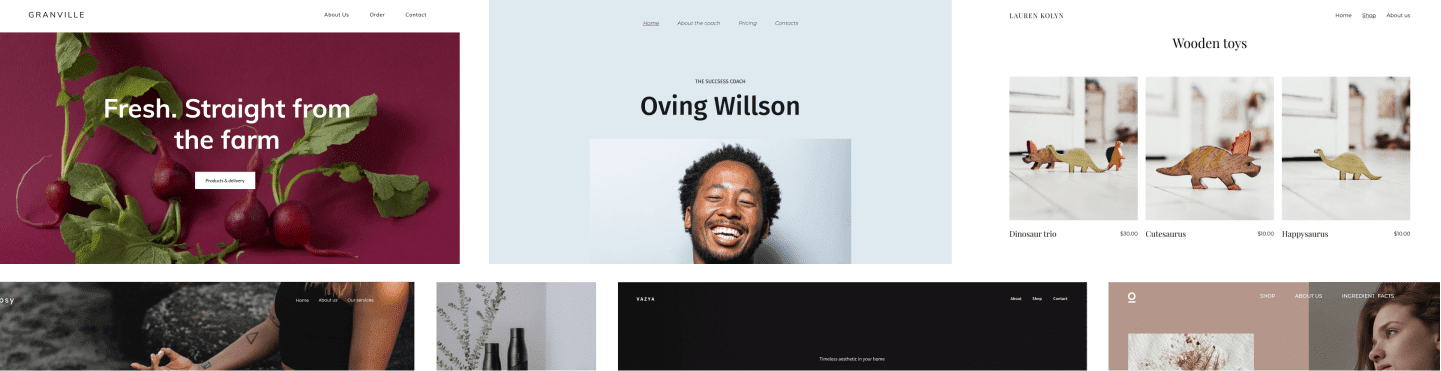 GRANVILLE
About Us Order Contact
Fresh. Straight from
the farm
Products & delivery
Home About the coach Pricing Contacts
THE SUCCSESS COACH
Oving Willson
LAUREN KOLYN
Home Shop About us
Wooden toys
Dinosaur trio $30.00
Cutesaurus $10.00
Happysaurus $10.00
osy
Home About us Our services
VAZYA
About Shop Contact
Timeless aesthetic in your home
SHOP ABOUT US INGREDIENT FACTS